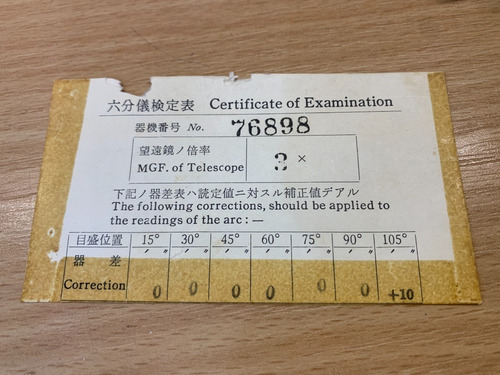 六分儀検定表 Certificate of Examination
器機番号 No. 76898
望遠鏡ノ倍率
MGF. of Telescope 3×
下記ノ器差表ハ読定値ニ対スル補正値デアル
The following corrections, should be applied to
the readings of the arc : —
目盛位置 15° 30° 45° 60° 75° 90° 105°
器差 ′ ″ ′ ″ ′ ″ ′ ″ ′ ″ ′ ″ ′ ″
Correction 0 0 0 0 0 0 +10